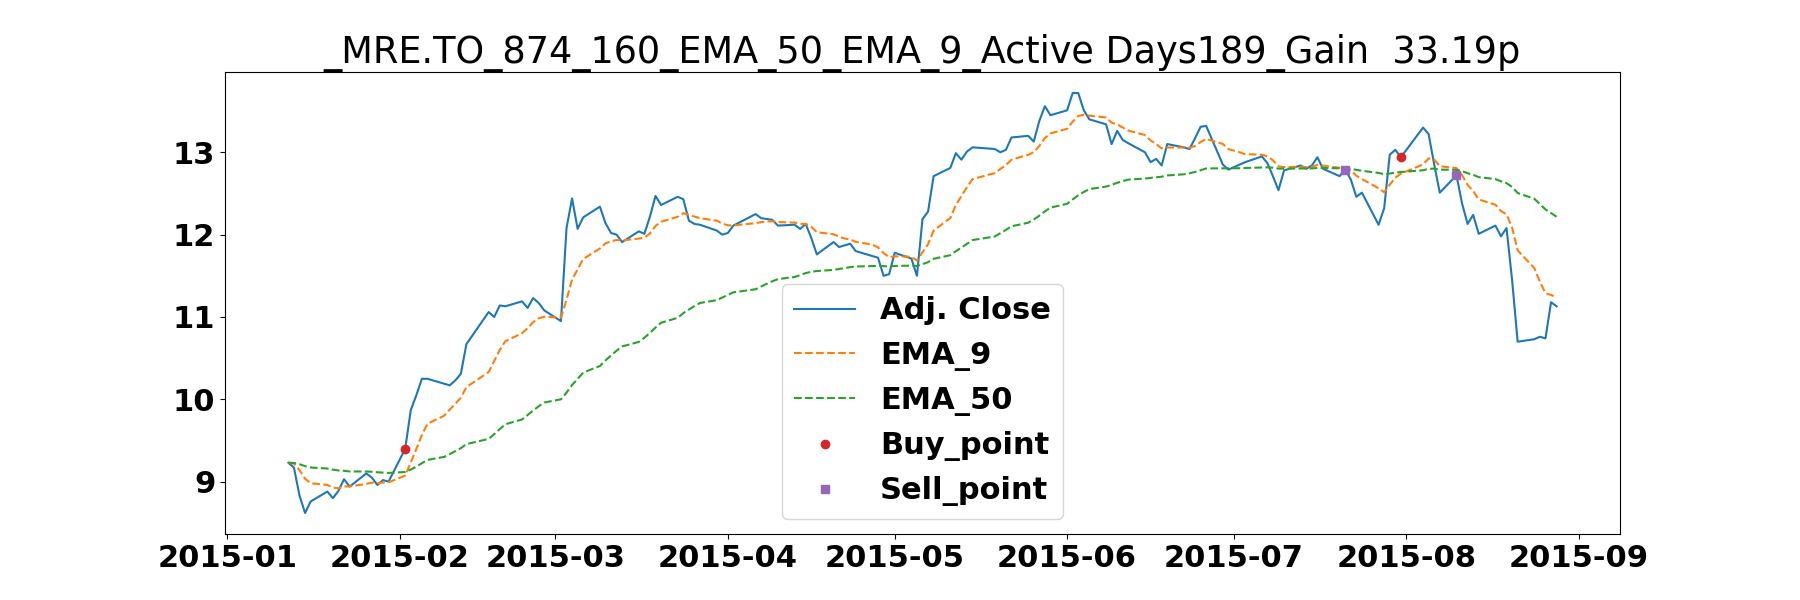 _MRE.TO_874_160_EMA_50_EMA_9_Active Days189_Gain  33.19p
13
12
11
10
9
Adj. Close
EMA_9
EMA_50
Buy_point
Sell_point
2015-01 2015-02 2015-03 2015-04 2015-05 2015-06 2015-07 2015-08 2015-09